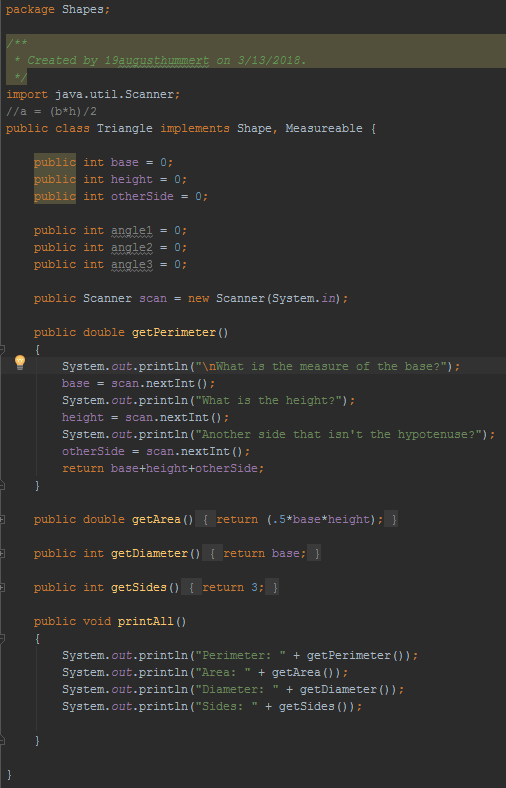 package Shapes;
/**
 * Created by 19augusthummert on 3/13/2018.
 */
import java.util.Scanner;
//a = (b*h)/2
public class Triangle implements Shape, Measureable {
    public int base = 0;
    public int height = 0;
    public int otherSide = 0;
    public int angle1 = 0;
    public int angle2 = 0;
    public int angle3 = 0;
    public Scanner scan = new Scanner(System.in);
    public double getPerimeter()
    {
        System.out.println("\nWhat is the measure of the base?");
        base = scan.nextInt();
        System.out.println("What is the height?");
        height = scan.nextInt();
        System.out.println("Another side that isn't the hypotenuse?");
        otherSide = scan.nextInt();
        return base+height+otherSide;
    }
    public double getArea() { return (.5*base*height); }
    public int getDiameter() { return base; }
    public int getSides() { return 3; }
    public void printAll()
    {
        System.out.println("Perimeter: " + getPerimeter());
        System.out.println("Area: " + getArea());
        System.out.println("Diameter: " + getDiameter());
        System.out.println("Sides: " + getSides());
    }
}